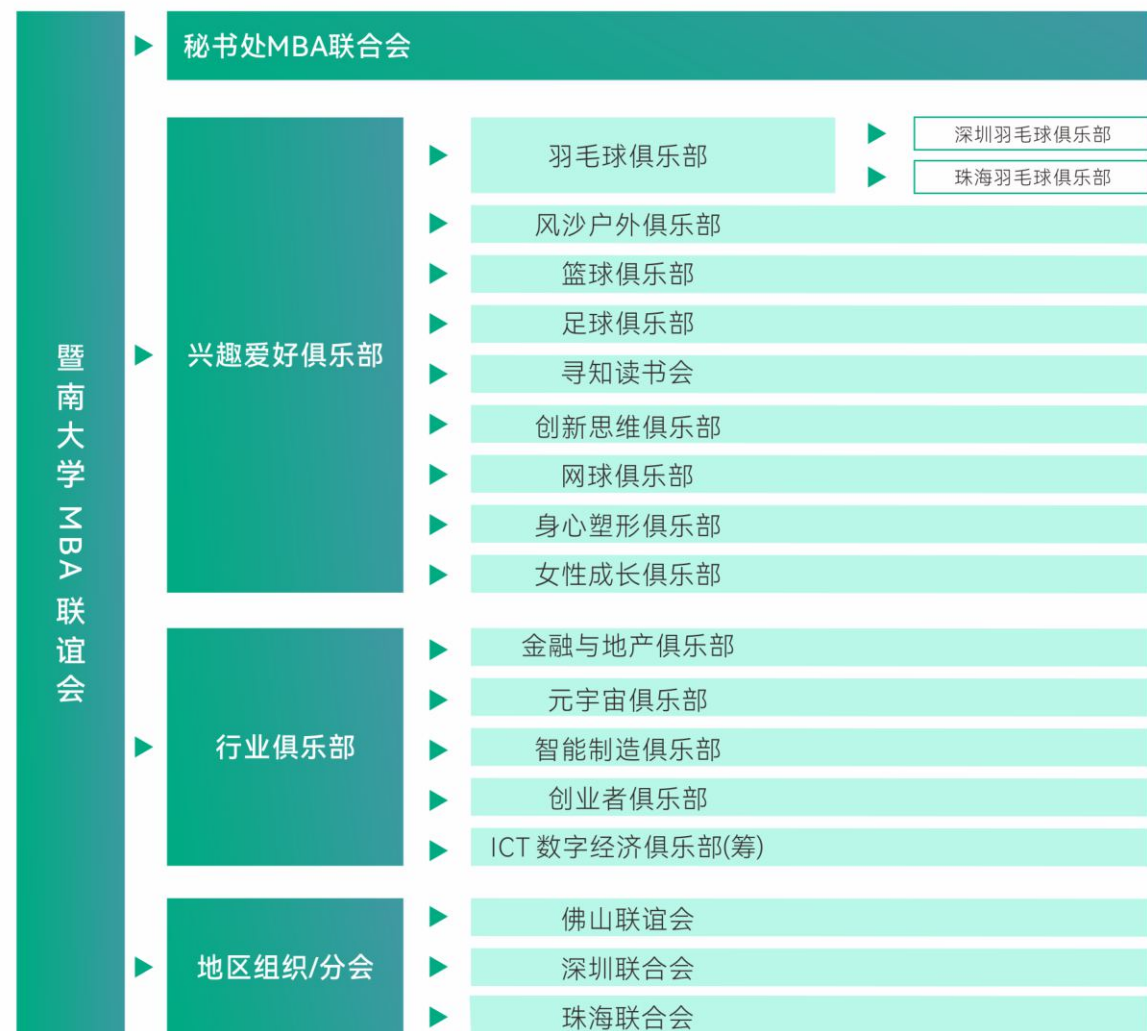 暨南大学 MBA 联谊会
秘书处MBA联合会
兴趣爱好俱乐部
羽毛球俱乐部
深圳羽毛球俱乐部
珠海羽毛球俱乐部
风沙户外俱乐部
篮球俱乐部
足球俱乐部
寻知读书会
创新思维俱乐部
网球俱乐部
身心塑形俱乐部
女性成长俱乐部
行业俱乐部
金融与地产俱乐部
元宇宙俱乐部
智能制造俱乐部
创业者俱乐部
ICT 数字经济俱乐部(筹)
地区组织/分会
佛山联谊会
深圳联合会
珠海联合会